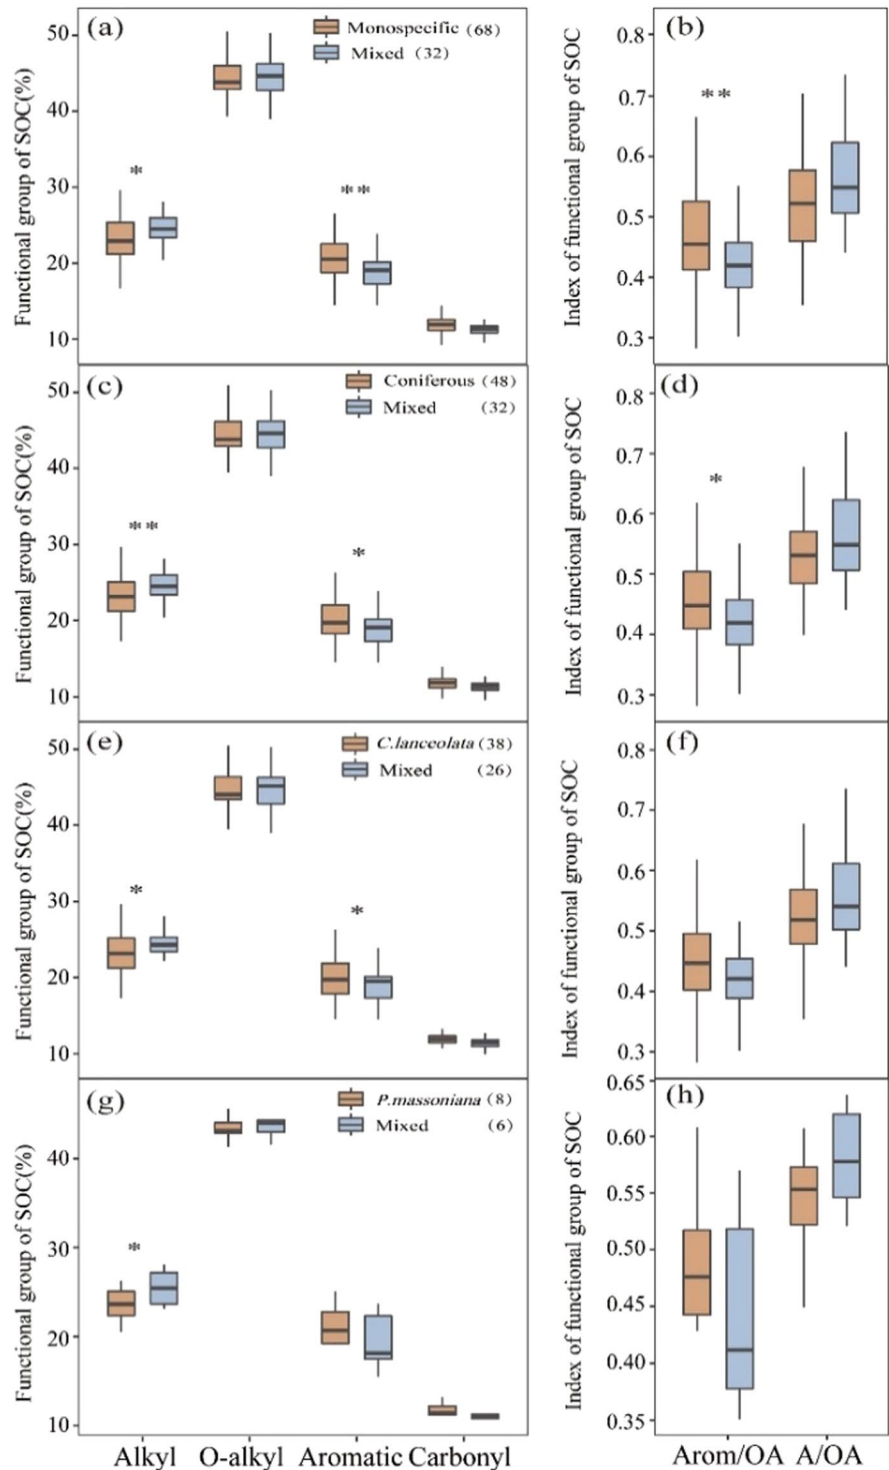 (a)
Monospecific (68)
Mixed (32)
Functional group of SOC(%)
50
40
30
20
10
*
**
(b)
Index of functional group of SOC
0.8
0.7
0.6
0.5
0.4
0.3
**
(c)
Coniferous (48)
Mixed (32)
Functional group of SOC(%)
50
40
30
20
10
**
*
(d)
Index of functional group of SOC
0.8
0.7
0.6
0.5
0.4
0.3
*
(e)
C.lanceolata (38)
Mixed (26)
Functional group of SOC(%)
50
40
30
20
10
*
*
(f)
Index of functional group of SOC
0.8
0.7
0.6
0.5
0.4
0.3
(g)
P.massoniana (8)
Mixed (6)
Functional group of SOC(%)
40
30
20
10
*
(h)
Index of functional group of SOC
0.65
0.60
0.55
0.50
0.45
0.40
0.35
Alkyl O-alkyl Aromatic Carbonyl
Arom/OA A/OA